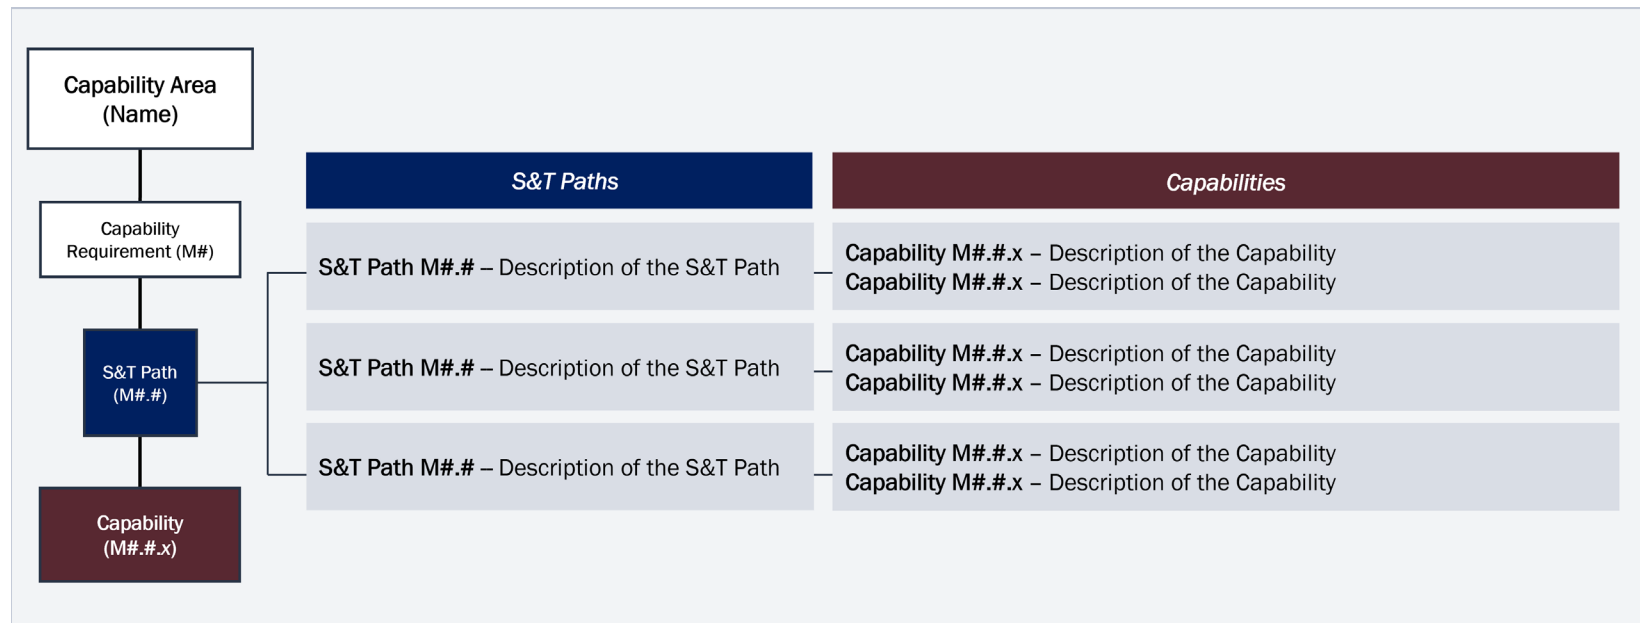 Capability Area
(Name)
Capability
Requirement (M#)
S&T Path
(M#.#)
Capability
(M#.#.x)
S&T Paths
Capabilities
S&T Path M#.# – Description of the S&T Path
Capability M#.#.x – Description of the Capability
Capability M#.#.x – Description of the Capability
S&T Path M#.# – Description of the S&T Path
Capability M#.#.x – Description of the Capability
Capability M#.#.x – Description of the Capability
S&T Path M#.# – Description of the S&T Path
Capability M#.#.x – Description of the Capability
Capability M#.#.x – Description of the Capability